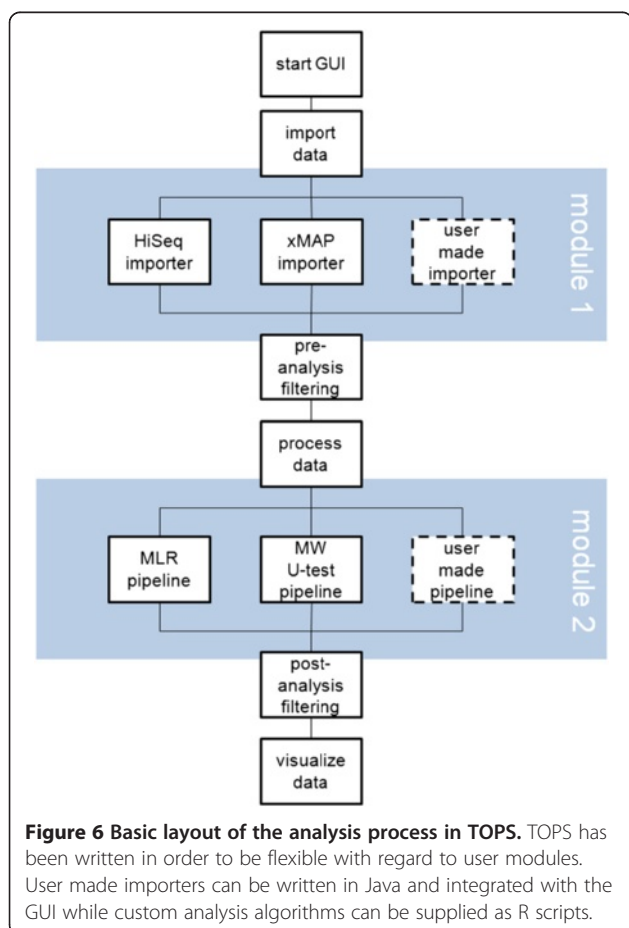 start GUI
import
data
HiSeq
importer
xMAP
importer
user
made
importer
module 1
pre-
analysis
filtering
process
data
MLR
pipeline
MW
U-test
pipeline
user
made
pipeline
module 2
post-
analysis
filtering
visualize
data
Figure 6 Basic layout of the analysis process in TOPS. TOPS has
been written in order to be flexible with regard to user modules.
User made importers can be written in Java and integrated with the
GUI while custom analysis algorithms can be supplied as R scripts.